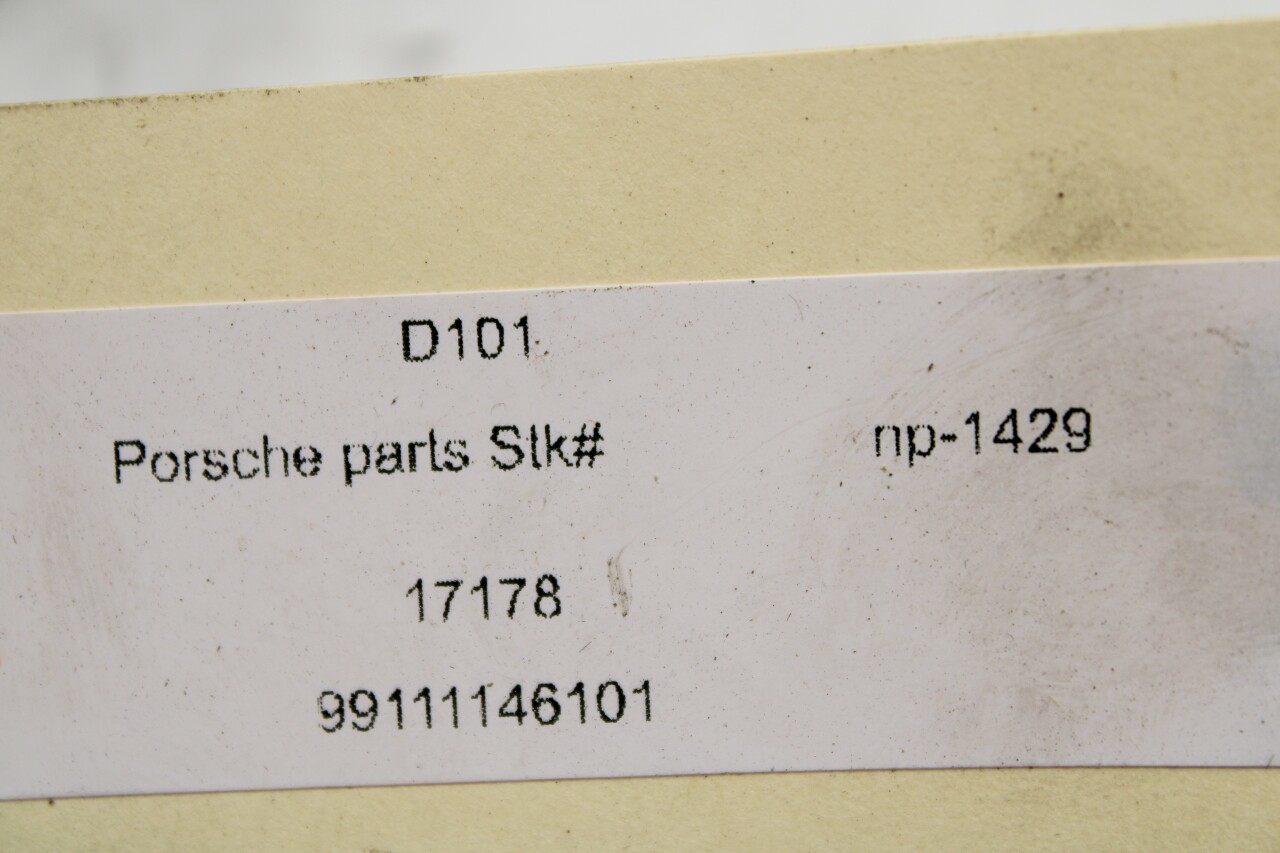 D101
Porsche parts Stk# np-1429
17178
99111146101